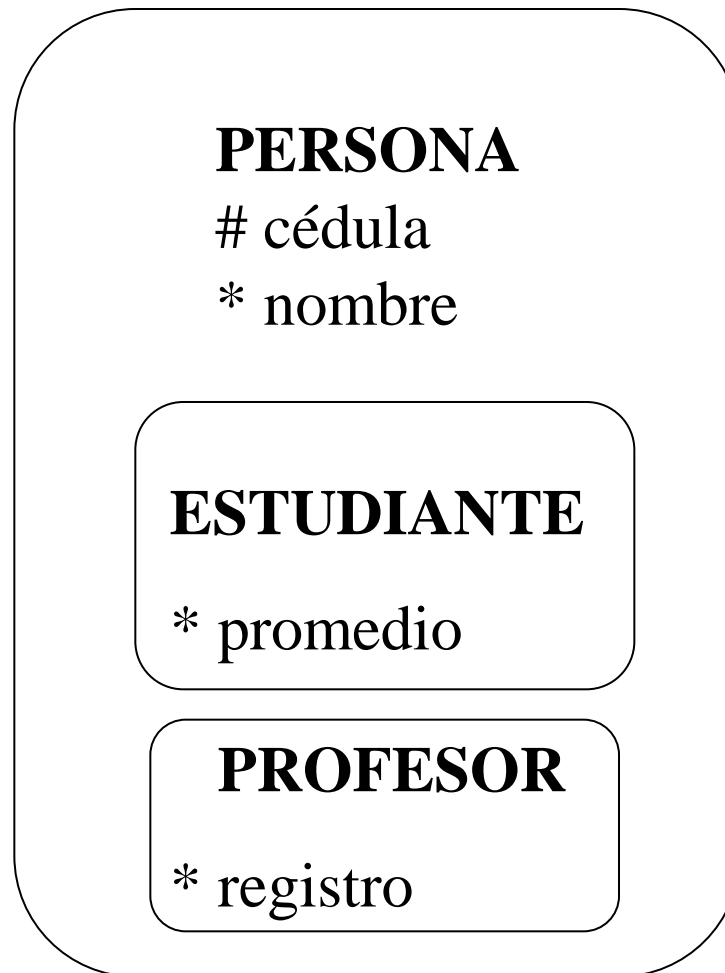 PERSONA
# cédula
* nombre
ESTUDIANTE
* promedio
PROFESOR
* registro